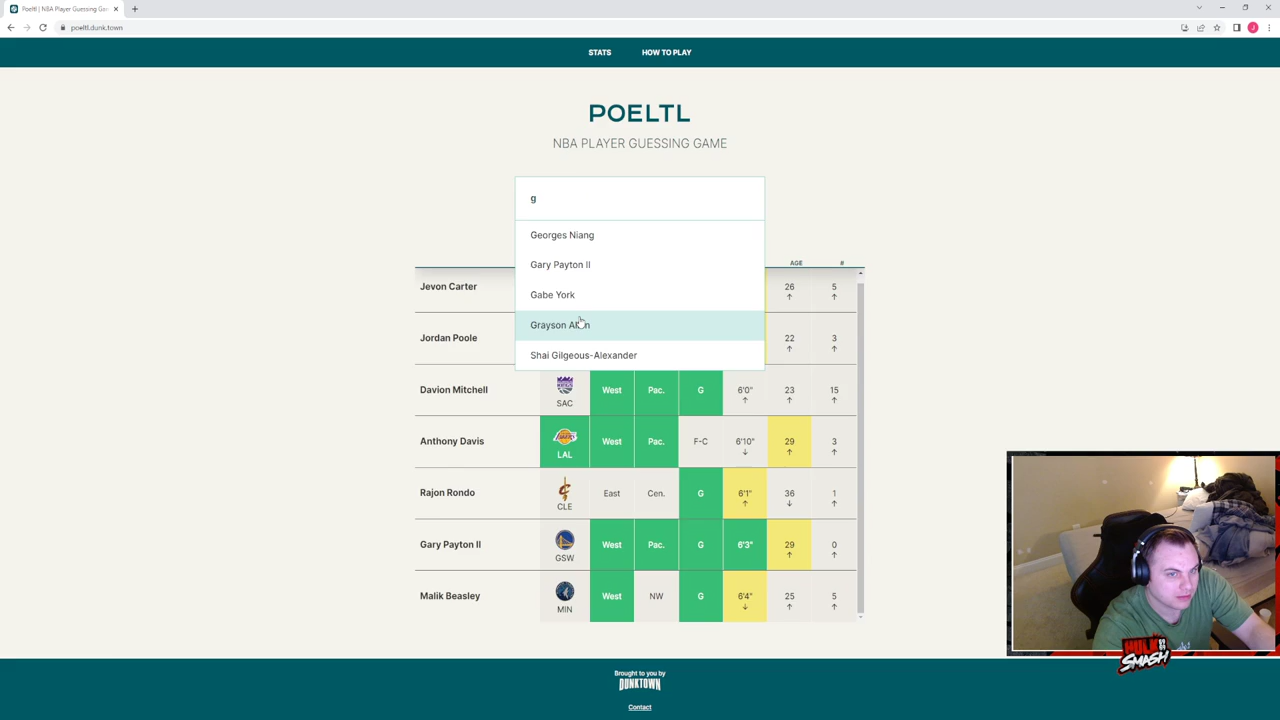 Poeltl | NBA Player Guessing Gam
poeltl.dunk.town
STATS
HOW TO PLAY
POELTL
NBA PLAYER GUESSING GAME
g
Georges Niang
Gary Payton II
Gabe York
Grayson Allen
Shai Gilgeous-Alexander
AGE #
Jevon Carter 26 5
Jordan Poole 22 3
Davion Mitchell SAC West Pac. G 6'0" 23 15
Anthony Davis LAL West Pac. F-C 6'10" 29 3
Rajon Rondo CLE East Cen. G 6'1" 36 1
Gary Payton II GSW West Pac. G 6'3" 29 0
Malik Beasley MIN West NW G 6'4" 25 5
Brought to you by
DUNKTOWN
Contact
HULK
SMASH